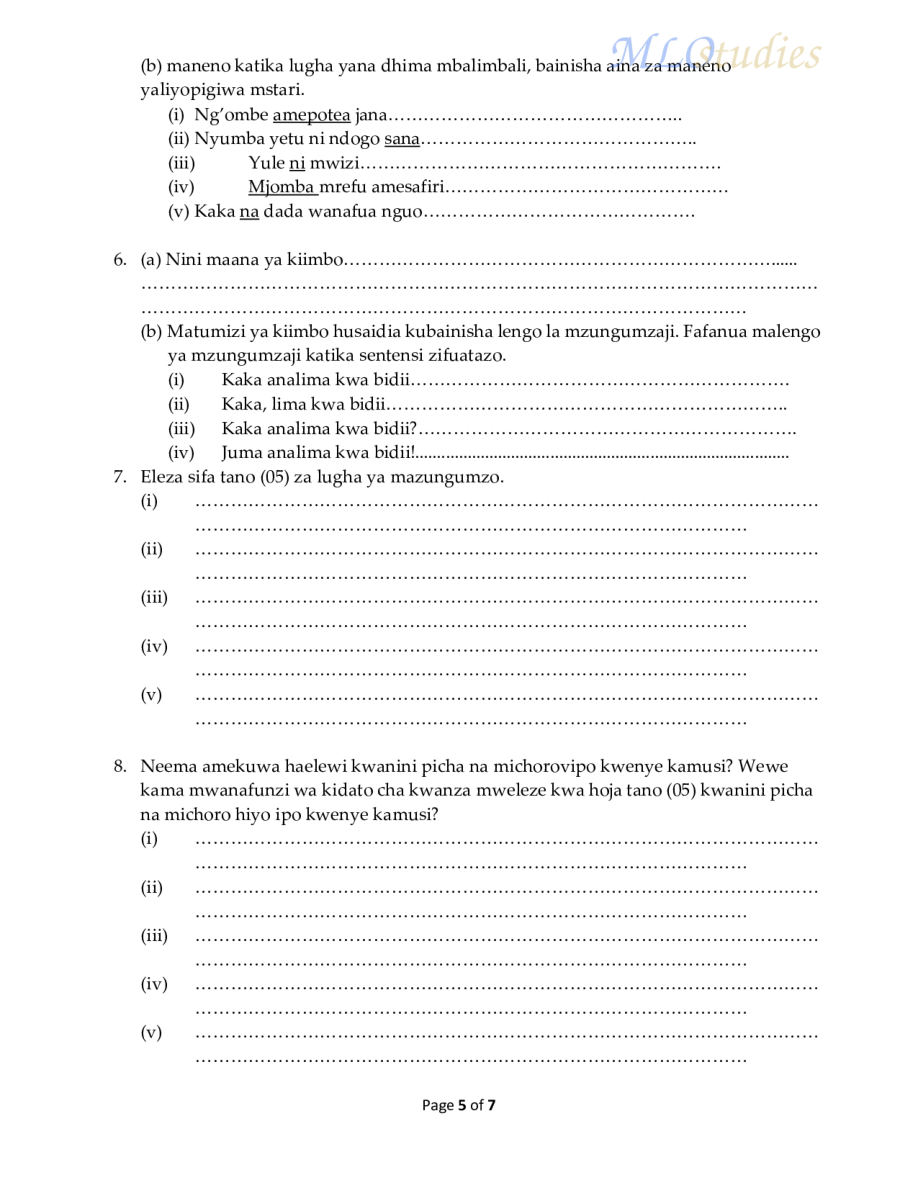 MLOstudies
(b) maneno katika lugha yana dhima mbalimbali, bainisha aina za maneno
yaliyopigiwa mstari.
(i) Ng'ombe amepotea jana…………………………………………..
(ii) Nyumba yetu ni ndogo sana……………………………………….
(iii) Yule ni mwizi……………………………………………………
(iv) Mjomba mrefu amesafiri…………………………………………
(v) Kaka na dada wanafua nguo………………………………………
6. (a) Nini maana ya kiimbo………………………………………………………………......
……………………………………………………………………………………………………
…………………………………………………………………………………………
(b) Matumizi ya kiimbo husaidia kubainisha lengo la mzungumzaji. Fafanua malengo
ya mzungumzaji katika sentensi zifuatazo.
(i) Kaka analima kwa bidii………………………………………………………
(ii) Kaka, lima kwa bidii…………………………………………………………..
(iii) Kaka analima kwa bidii?……………………………………………………….
(iv) Juma analima kwa bidii!.....................................................................................
7. Eleza sifa tano (05) za lugha ya mazungumzo.
(i) ……………………………………………………………………………………………
…………………………………………………………………………………
(ii) ……………………………………………………………………………………………
…………………………………………………………………………………
(iii) ……………………………………………………………………………………………
…………………………………………………………………………………
(iv) ……………………………………………………………………………………………
…………………………………………………………………………………
(v) ……………………………………………………………………………………………
…………………………………………………………………………………
8. Neema amekuwa haelewi kwanini picha na michorovipo kwenye kamusi? Wewe
kama mwanafunzi wa kidato cha kwanza mweleze kwa hoja tano (05) kwanini picha
na michoro hiyo ipo kwenye kamusi?
(i) ……………………………………………………………………………………………
…………………………………………………………………………………
(ii) ……………………………………………………………………………………………
…………………………………………………………………………………
(iii) ……………………………………………………………………………………………
…………………………………………………………………………………
(iv) ……………………………………………………………………………………………
…………………………………………………………………………………
(v) ……………………………………………………………………………………………
…………………………………………………………………………………
Page 5 of 7